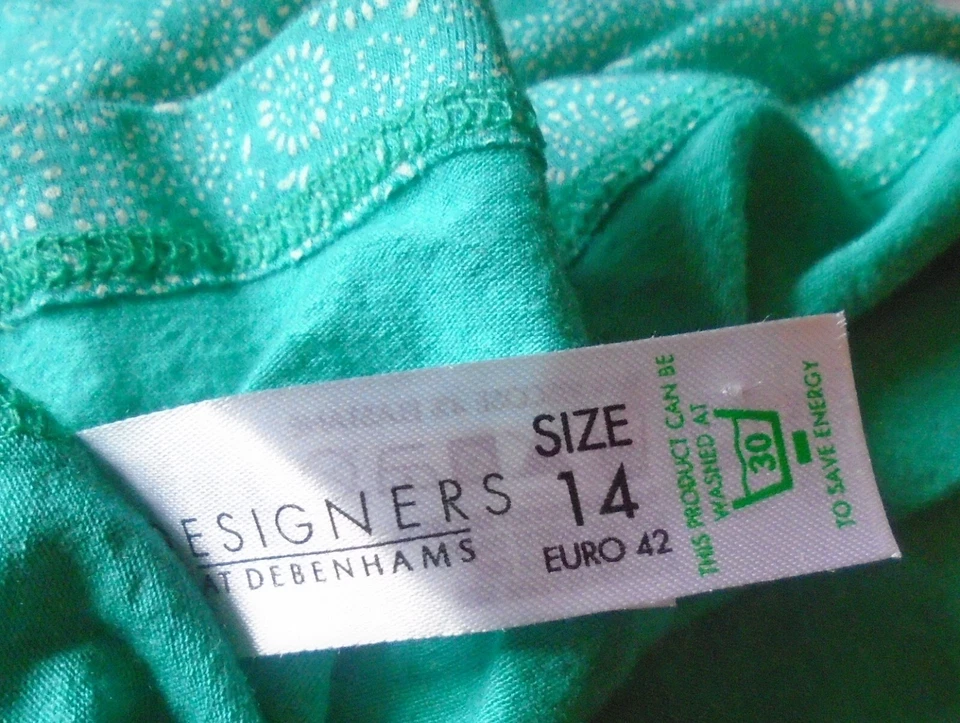 ESIGNERS
AT DEBENHAMS
SIZE
14
EURO 42
THIS PRODUCT CAN BE
WASHED AT
30
TO SAVE ENERGY